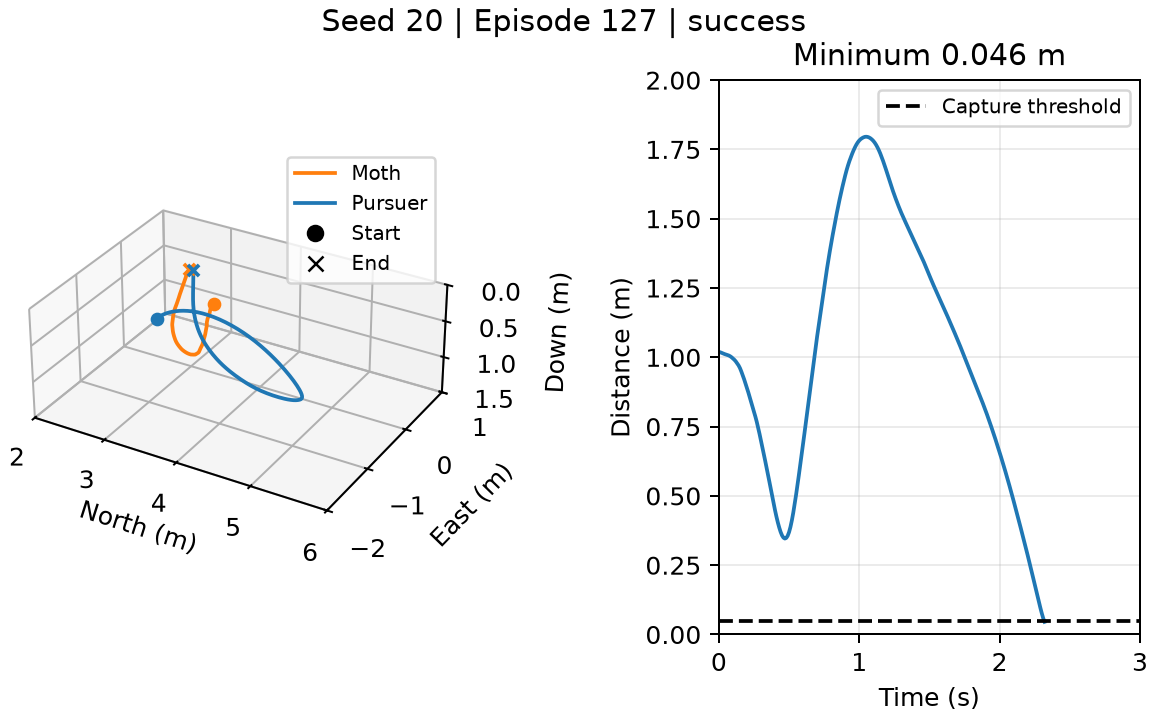 Seed 20 | Episode 127 | success
Moth
Pursuer
Start
End
0.0
0.5
1.0
1.5
Down (m)
1
0
−1
−2
East (m)
2
3
4
5
6
North (m)
Minimum 0.046 m
Capture threshold
2.00
1.75
1.50
1.25
1.00
0.75
0.50
0.25
0.00
Distance (m)
0
1
2
3
Time (s)